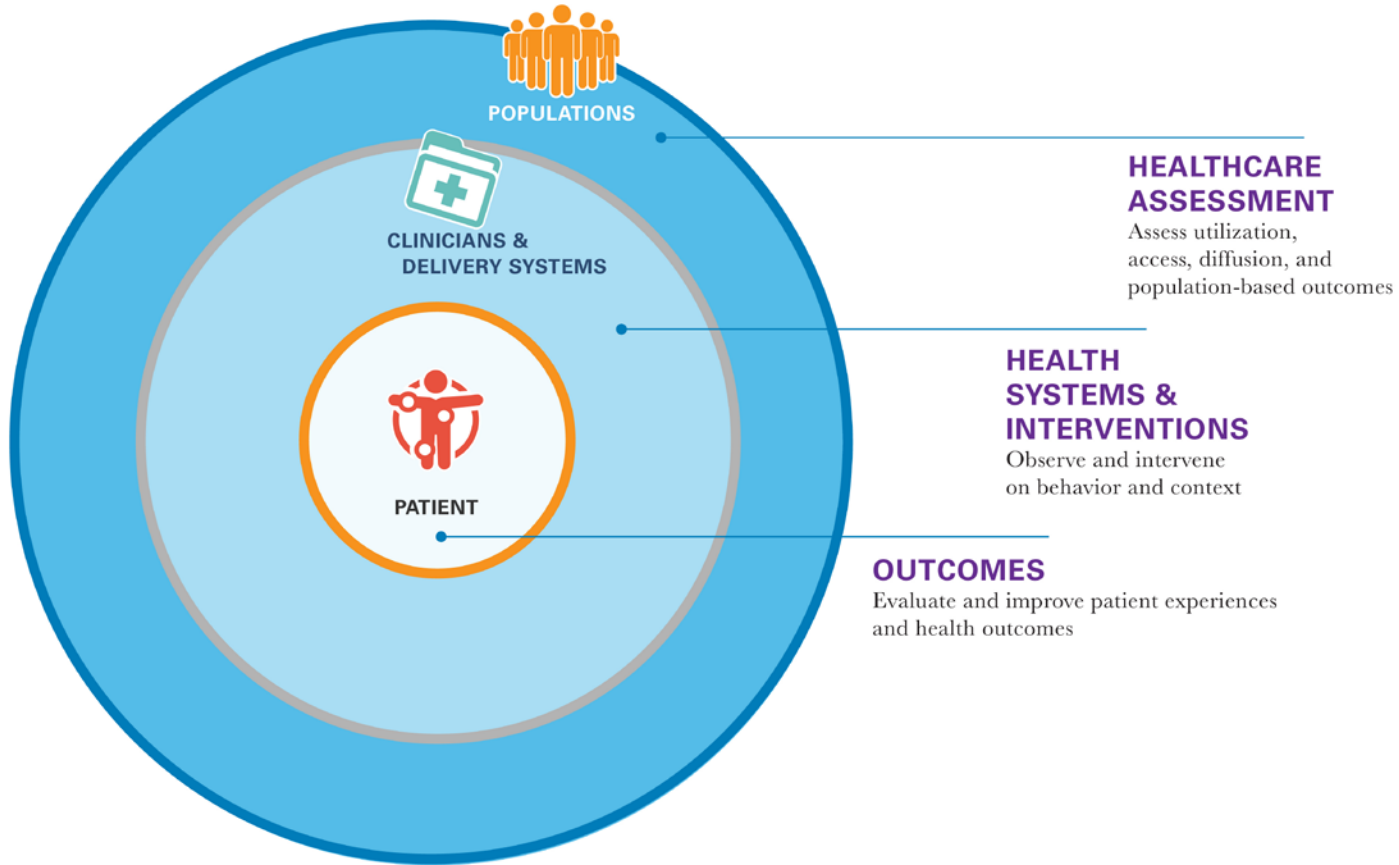 POPULATIONS
CLINICIANS &
DELIVERY SYSTEMS
PATIENT
HEALTHCARE
ASSESSMENT
Assess utilization,
access, diffusion, and
population-based outcomes
HEALTH
SYSTEMS &
INTERVENTIONS
Observe and intervene
on behavior and context
OUTCOMES
Evaluate and improve patient experiences
and health outcomes